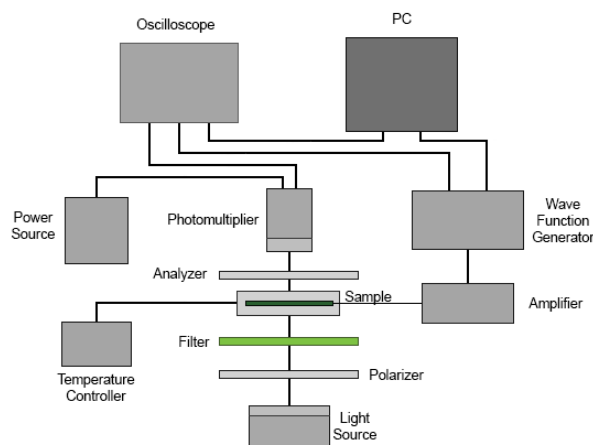 Oscilloscope
PC
Power
Source
Photomultiplier
Wave
Function
Generator
Analyzer
Sample
Amplifier
Filter
Temperature
Controller
Polarizer
Light
Source